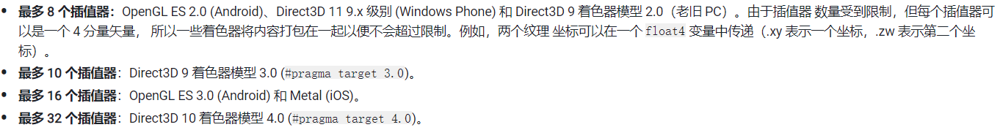 • 最多 8 个插值器：OpenGL ES 2.0 (Android)、Direct3D 11 9.x 级别 (Windows Phone) 和 Direct3D 9 着色器模型 2.0（老旧 PC）。由于插值器 数量受到限制，但每个插值器可
以是一个 4 分量矢量， 所以一些着色器将内容打包在一起以便不会超过限制。例如，两个纹理 坐标可以在一个 float4 变量中传递（.xy 表示一个坐标，.zw 表示第二个坐
标）。
• 最多 10 个插值器：Direct3D 9 着色器模型 3.0 (#pragma target 3.0)。
• 最多 16 个插值器：OpenGL ES 3.0 (Android) 和 Metal (iOS)。
• 最多 32 个插值器：Direct3D 10 着色器模型 4.0 (#pragma target 4.0)。